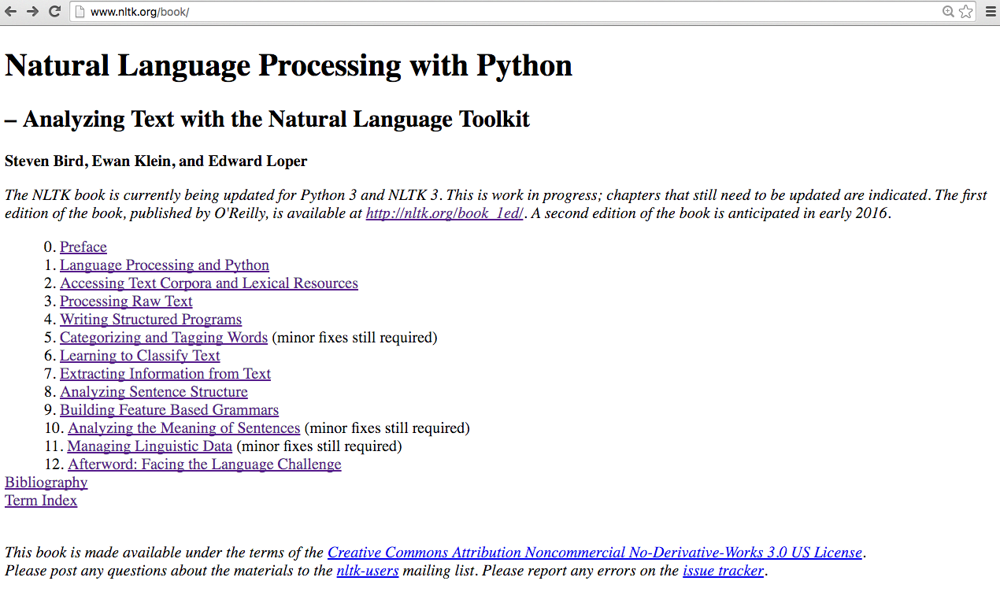 www.nltk.org/book/
Natural Language Processing with Python
– Analyzing Text with the Natural Language Toolkit
Steven Bird, Ewan Klein, and Edward Loper
The NLTK book is currently being updated for Python 3 and NLTK 3. This is work in progress; chapters that still need to be updated are indicated. The first
edition of the book, published by O'Reilly, is available at http://nltk.org/book_1ed/. A second edition of the book is anticipated in early 2016.
0. Preface
1. Language Processing and Python
2. Accessing Text Corpora and Lexical Resources
3. Processing Raw Text
4. Writing Structured Programs
5. Categorizing and Tagging Words (minor fixes still required)
6. Learning to Classify Text
7. Extracting Information from Text
8. Analyzing Sentence Structure
9. Building Feature Based Grammars
10. Analyzing the Meaning of Sentences (minor fixes still required)
11. Managing Linguistic Data (minor fixes still required)
12. Afterword: Facing the Language Challenge
Bibliography
Term Index
This book is made available under the terms of the Creative Commons Attribution Noncommercial No-Derivative-Works 3.0 US License.
Please post any questions about the materials to the nltk-users mailing list. Please report any errors on the issue tracker.